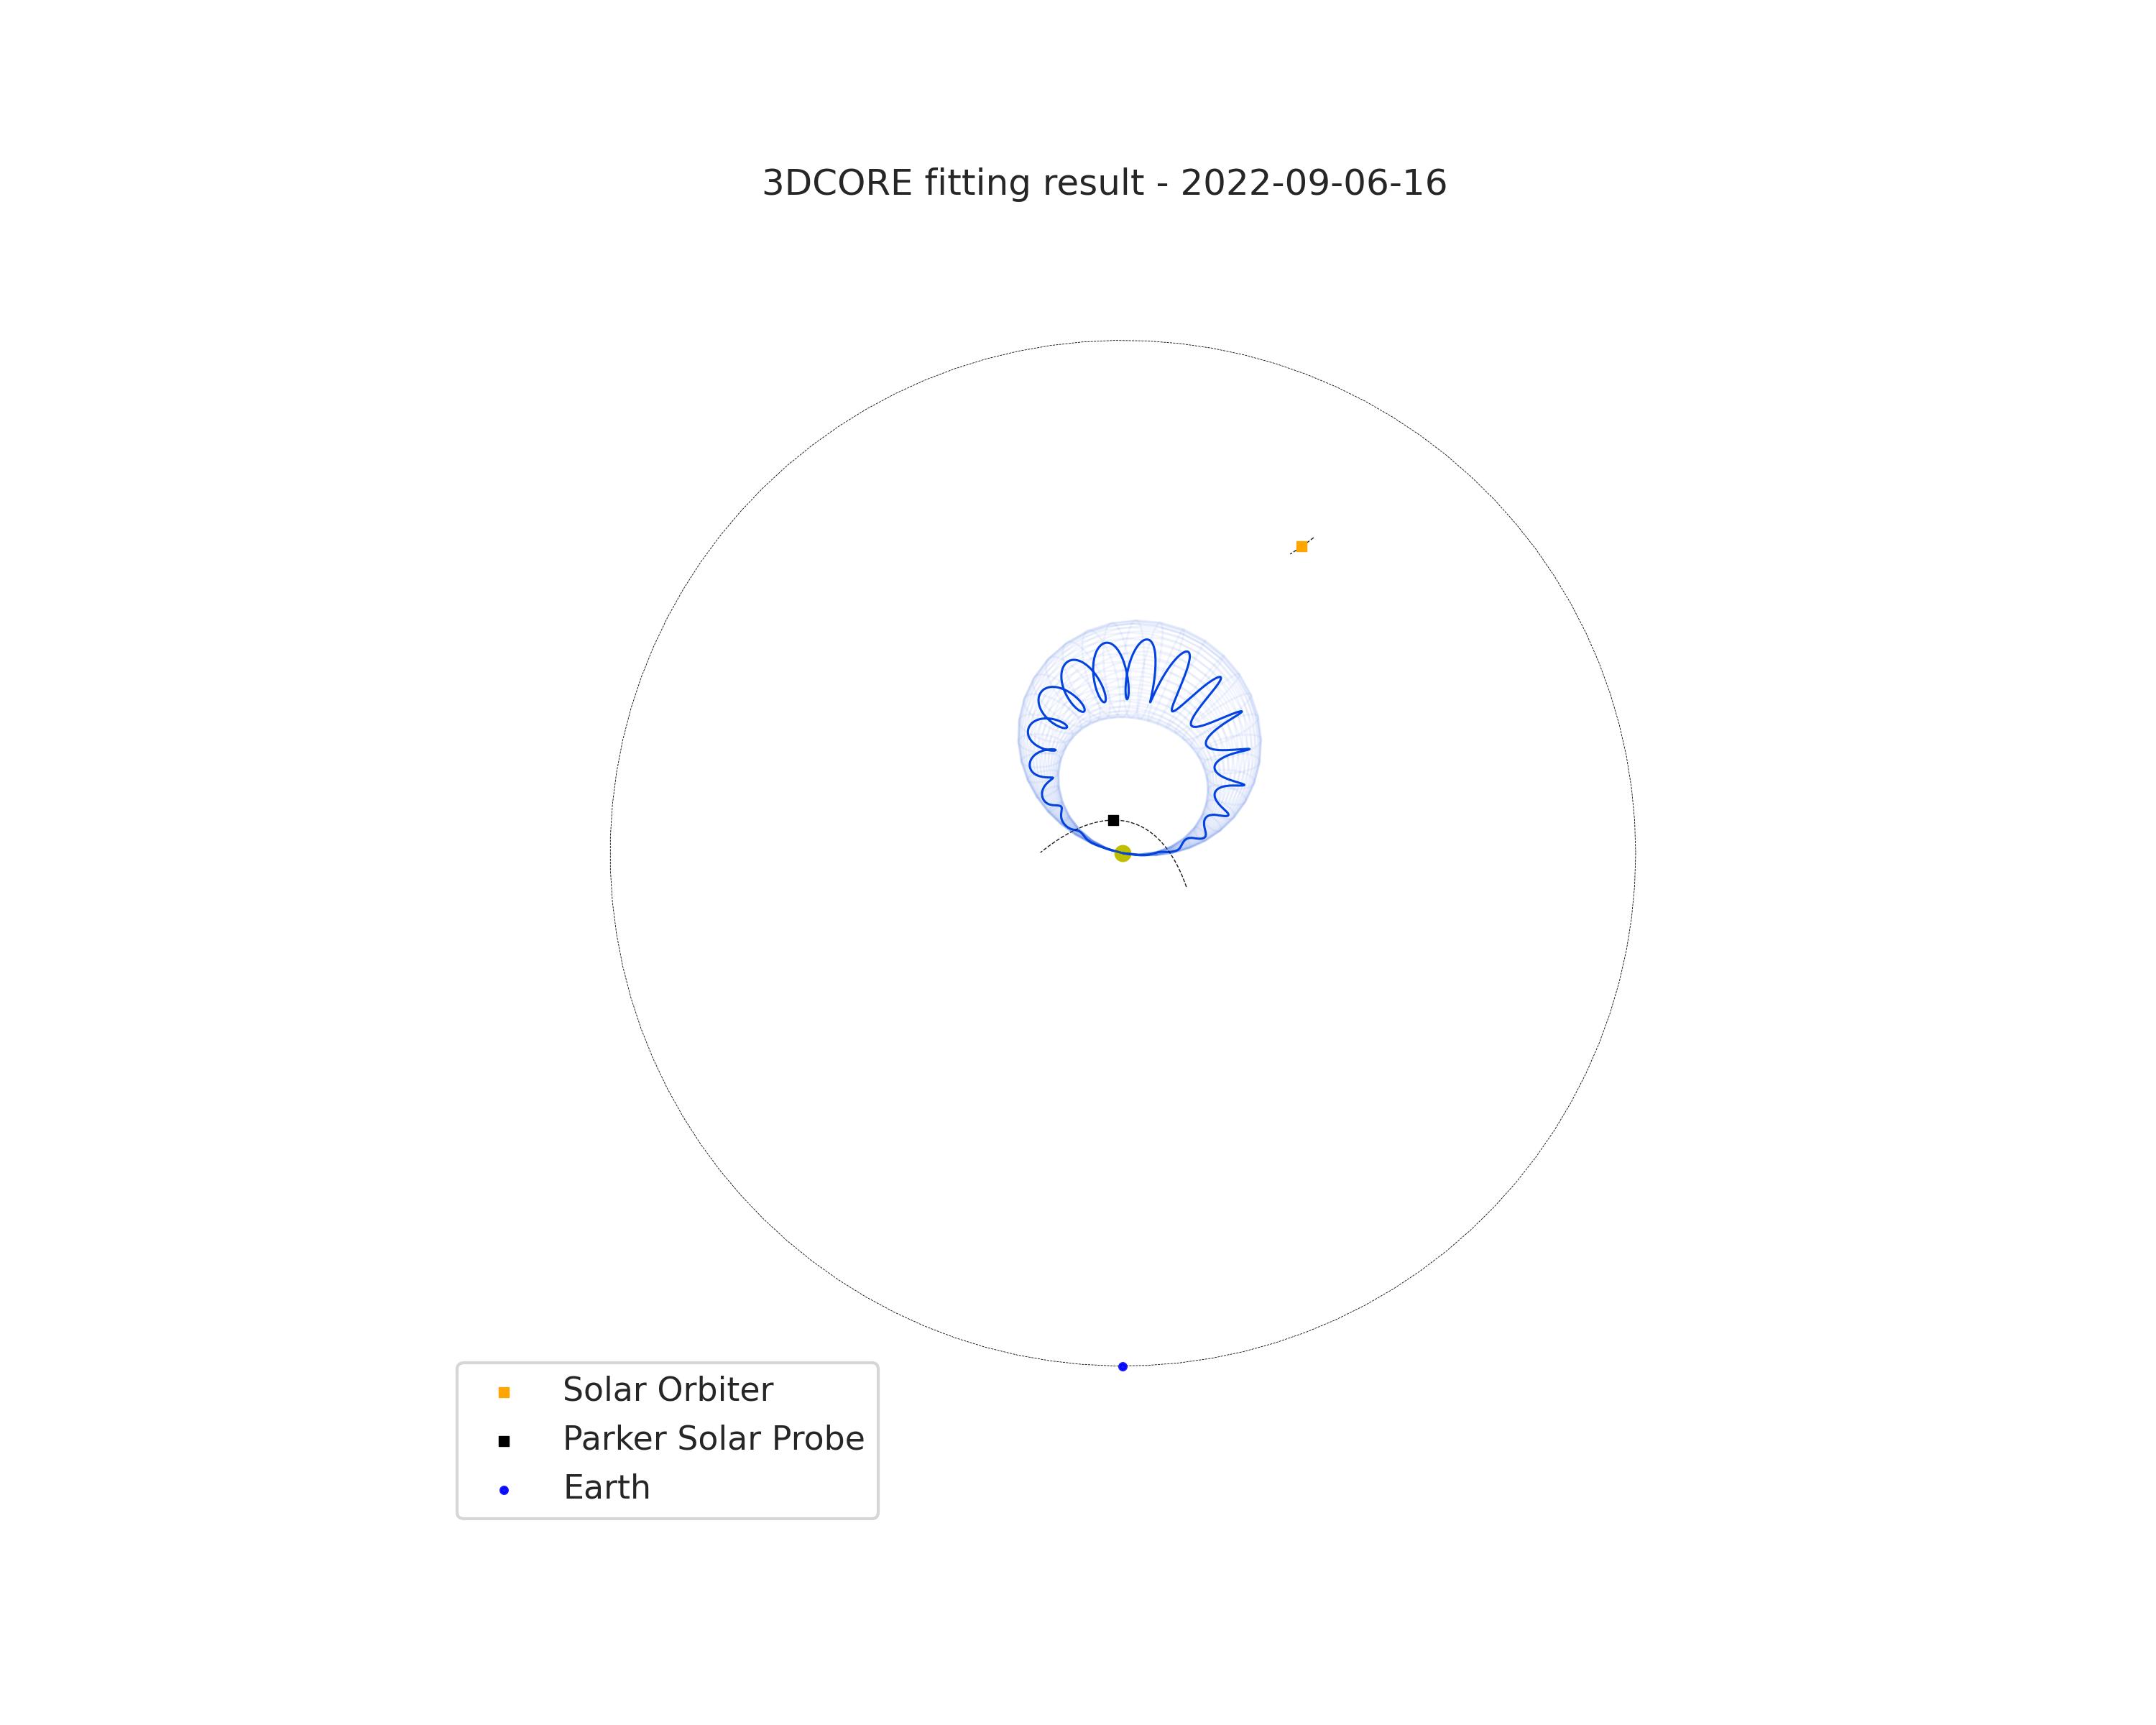 3DCORE fitting result - 2022-09-06-16
Solar Orbiter
Parker Solar Probe
Earth